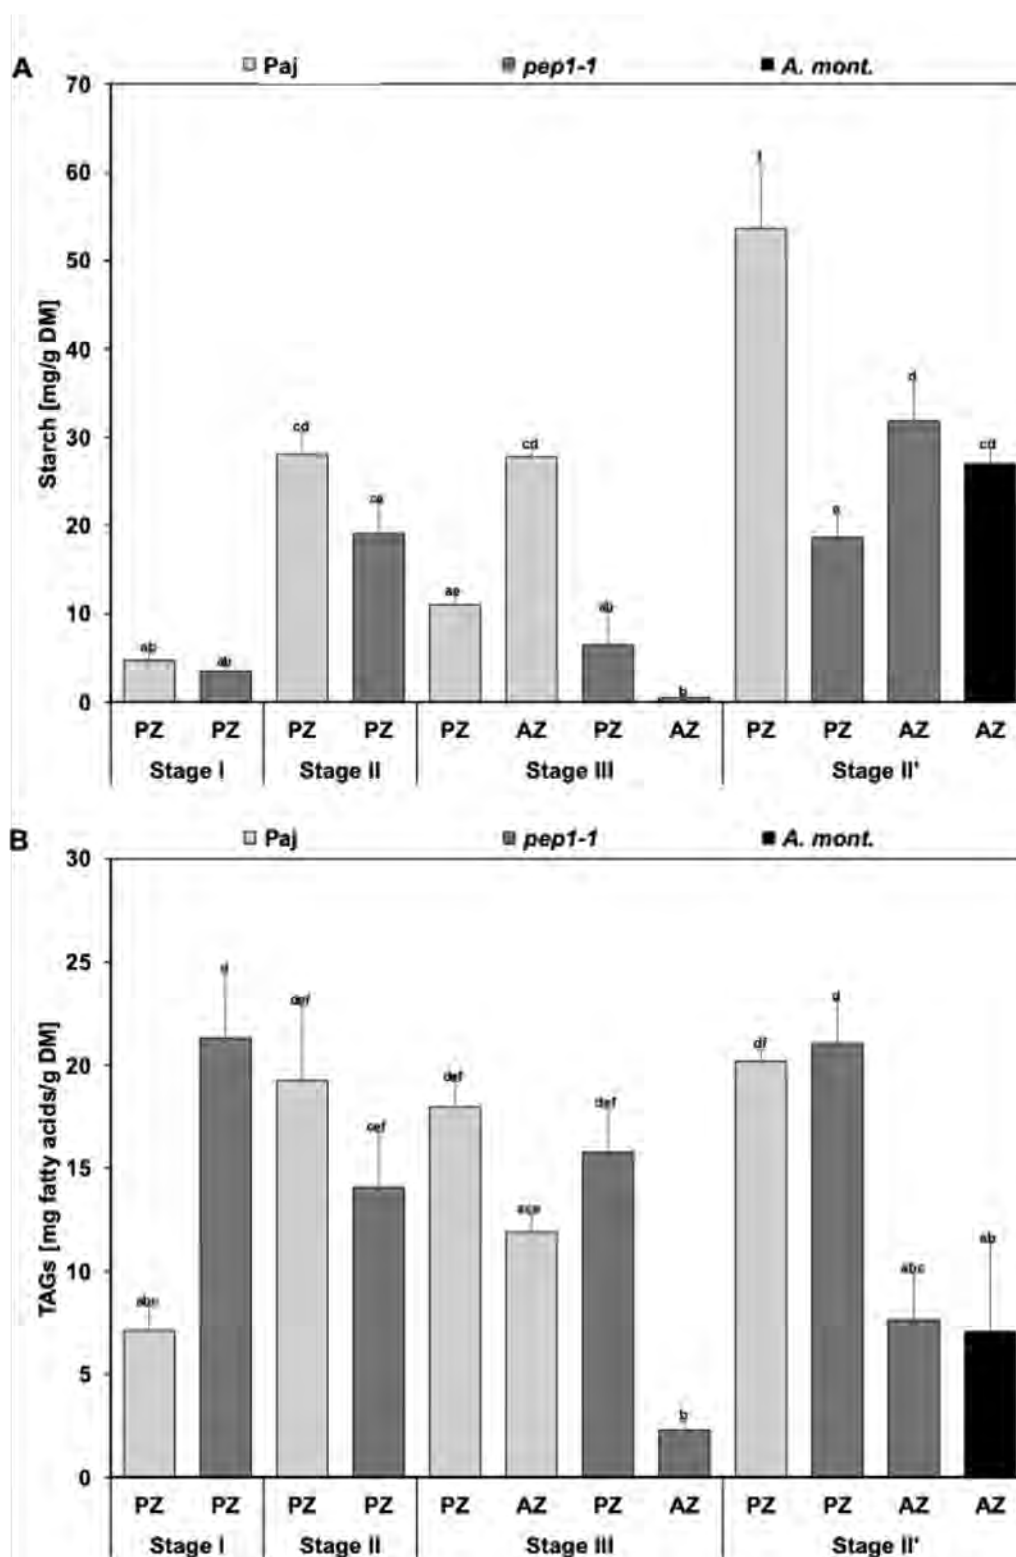 A
Paj pep1-1 A. mont.
70
60
50
40
30
20
10
0
Starch [mg/g DM]
ab ab cd ce ae cd ab b f e d cd
PZ PZ PZ PZ PZ AZ PZ AZ PZ PZ AZ AZ
Stage I Stage II Stage III Stage II'
B
Paj pep1-1 A. mont.
30
25
20
15
10
5
0
TAGs [mg fatty acids/g DM]
d def cef def ace def b df d abc ab
PZ PZ PZ PZ PZ AZ PZ AZ PZ PZ AZ AZ
Stage I Stage II Stage III Stage II'